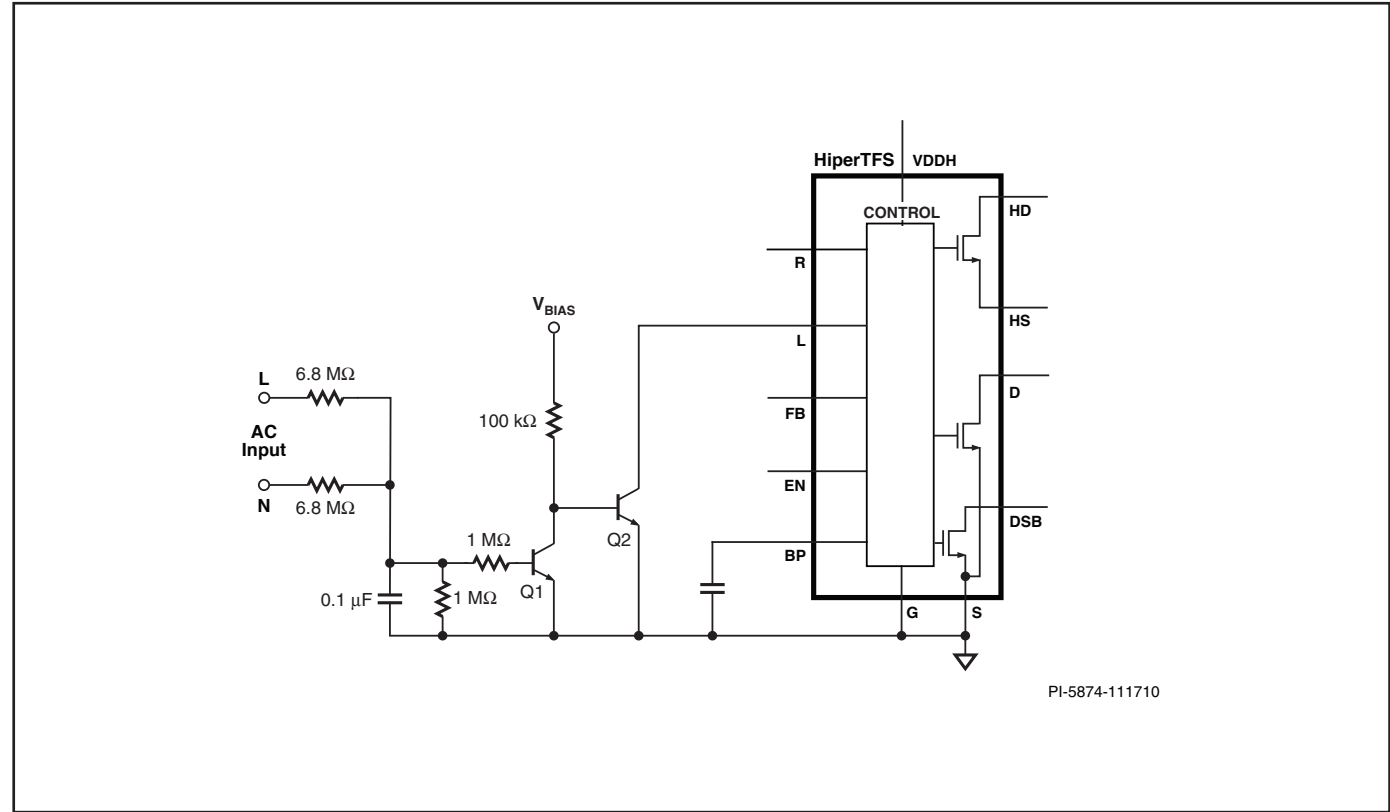 HiperTFS
VDDH
CONTROL
HD
R
HS
VBIAS
L
L
6.8 MΩ
D
100 kΩ
FB
AC
Input
EN
N
6.8 MΩ
DSB
Q2
1 MΩ
BP
Q1
0.1 μF
1 MΩ
G
S
PI-5874-111710